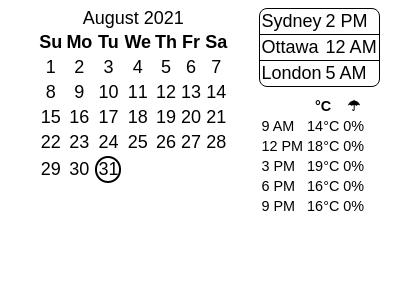 August 2021
Su Mo Tu We Th Fr Sa
1 2 3 4 5 6 7
8 9 10 11 12 13 14
15 16 17 18 19 20 21
22 23 24 25 26 27 28
29 30 31
Sydney 2 PM
Ottawa 12 AM
London 5 AM
°C ☂
9 AM 14°C 0%
12 PM 18°C 0%
3 PM 19°C 0%
6 PM 16°C 0%
9 PM 16°C 0%